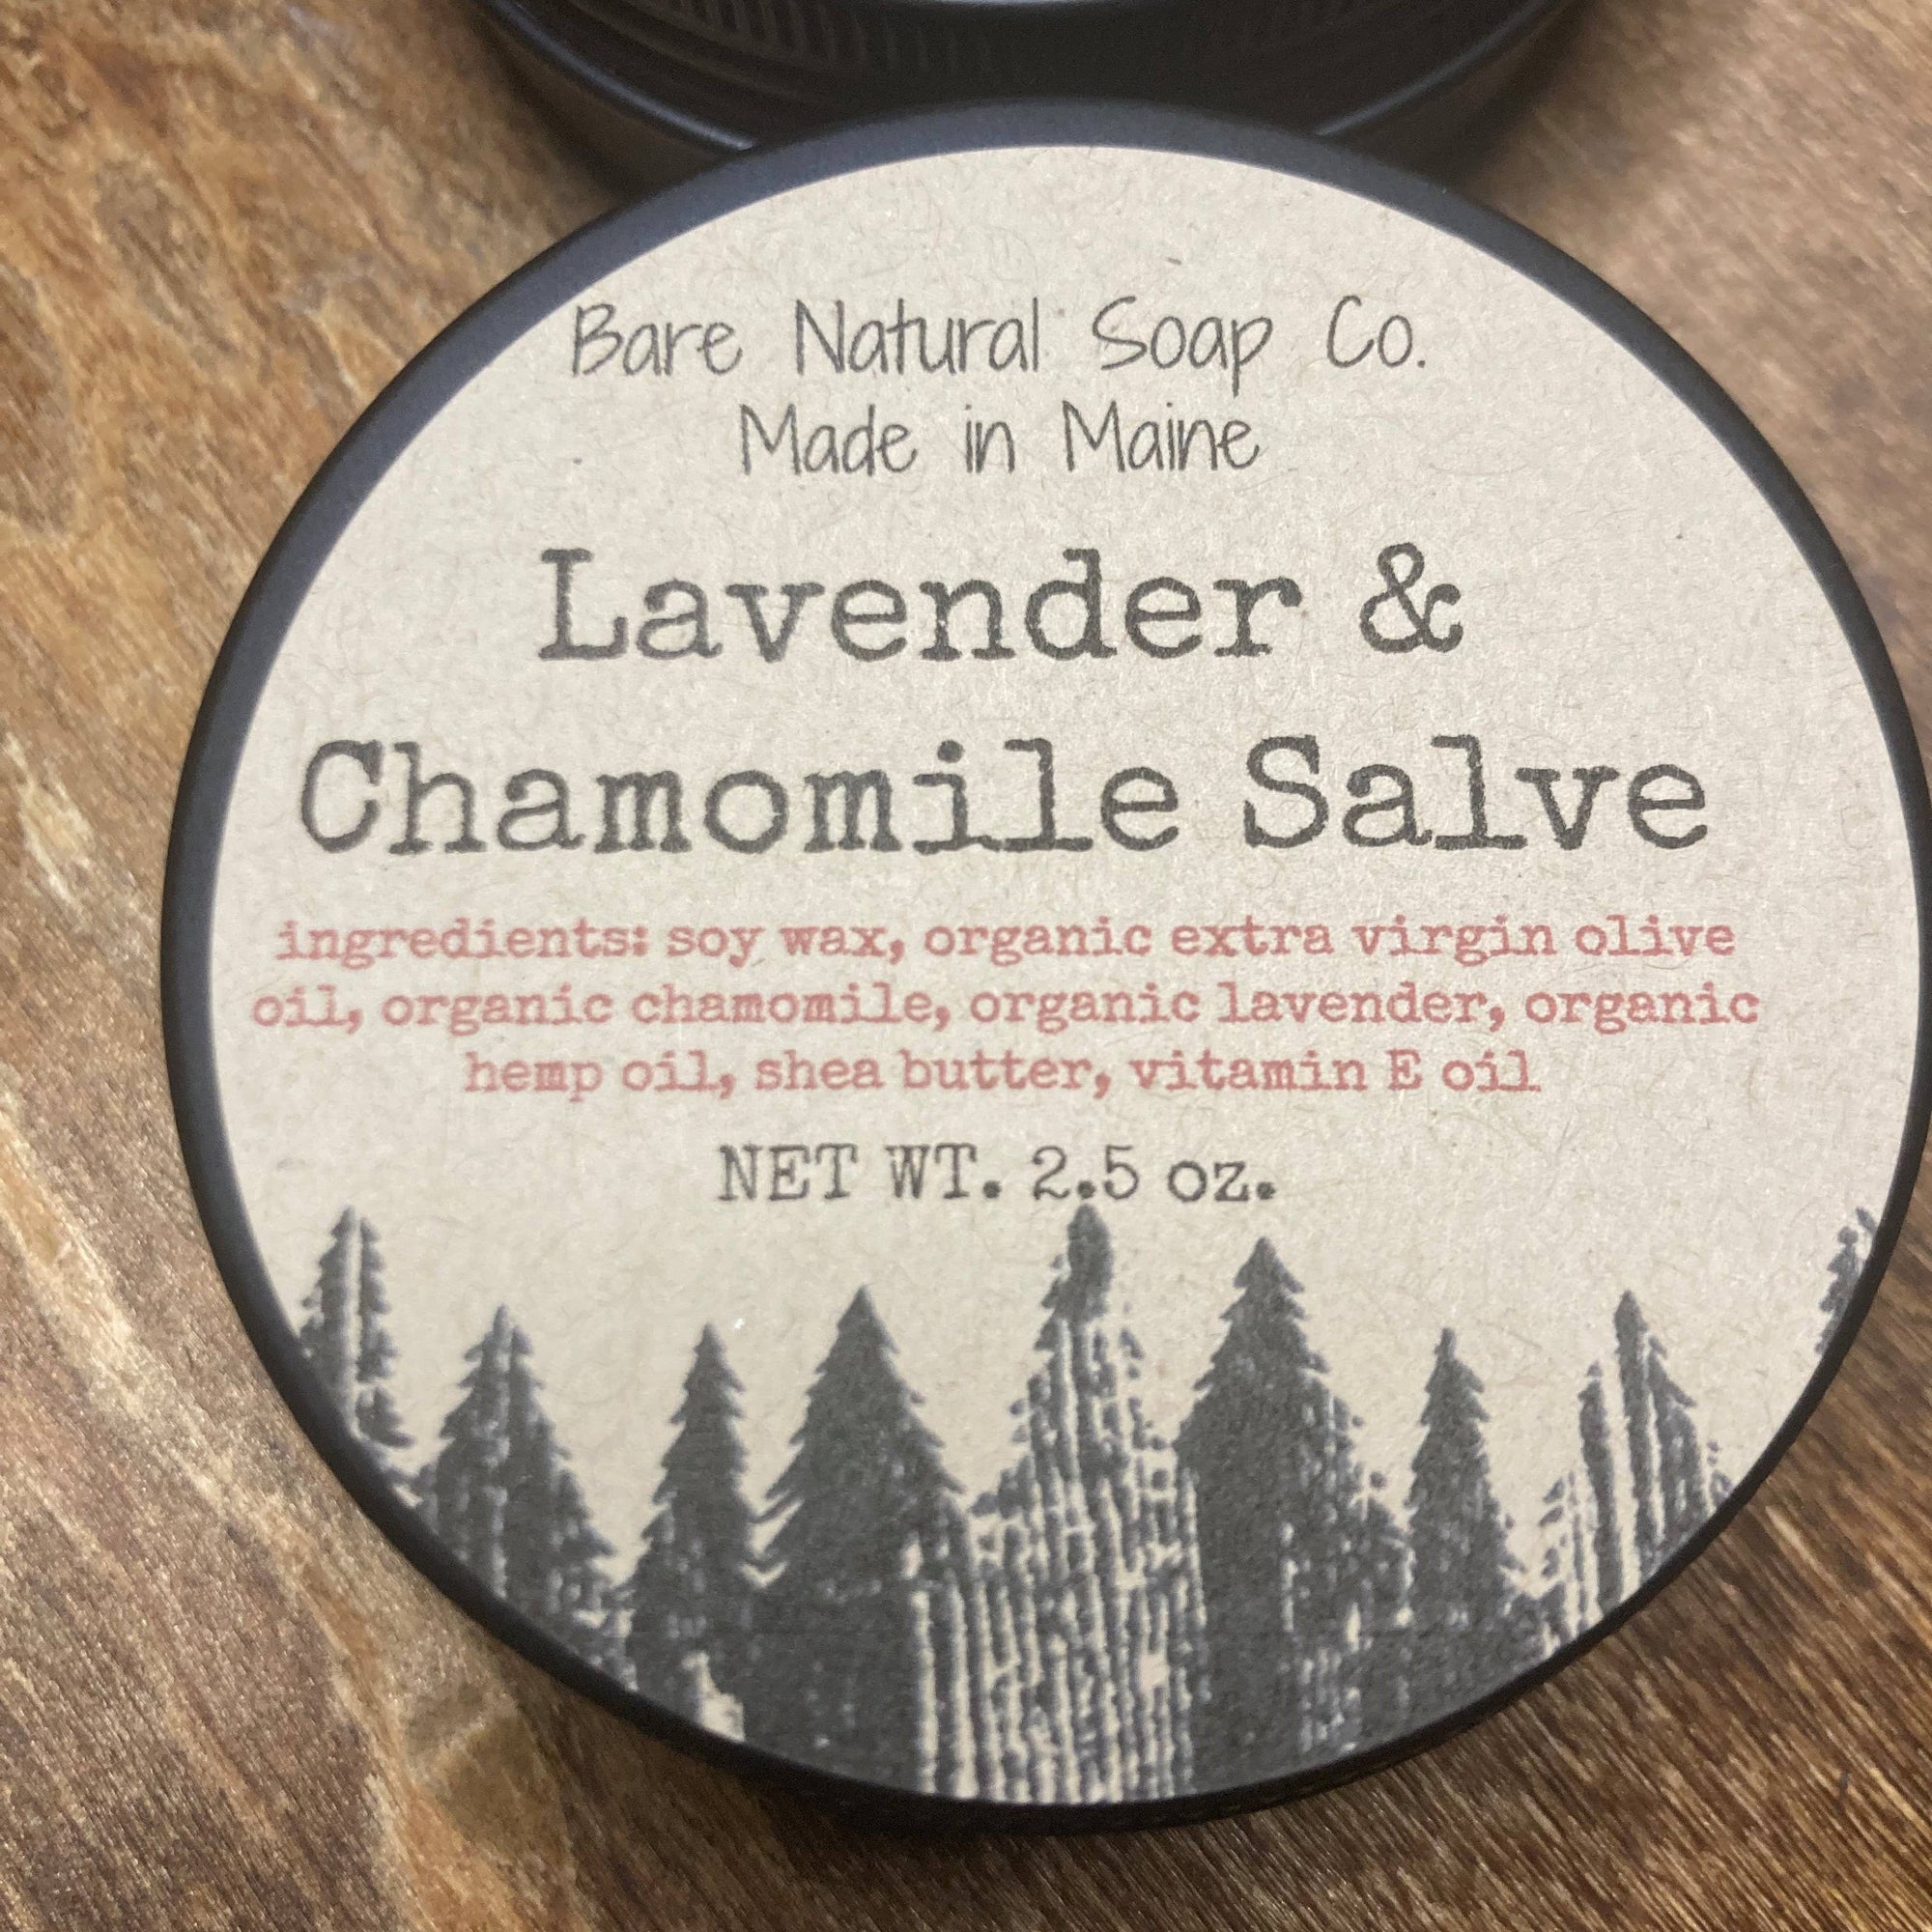 Bare Natural Soap Co.
Made in Maine
Lavender &
Chamomile Salve
ingredients: soy wax, organic extra virgin olive
oil, organic chamomile, organic lavender, organic
hemp oil, shea butter, vitamin E oil
NET WT. 2.5 oz.